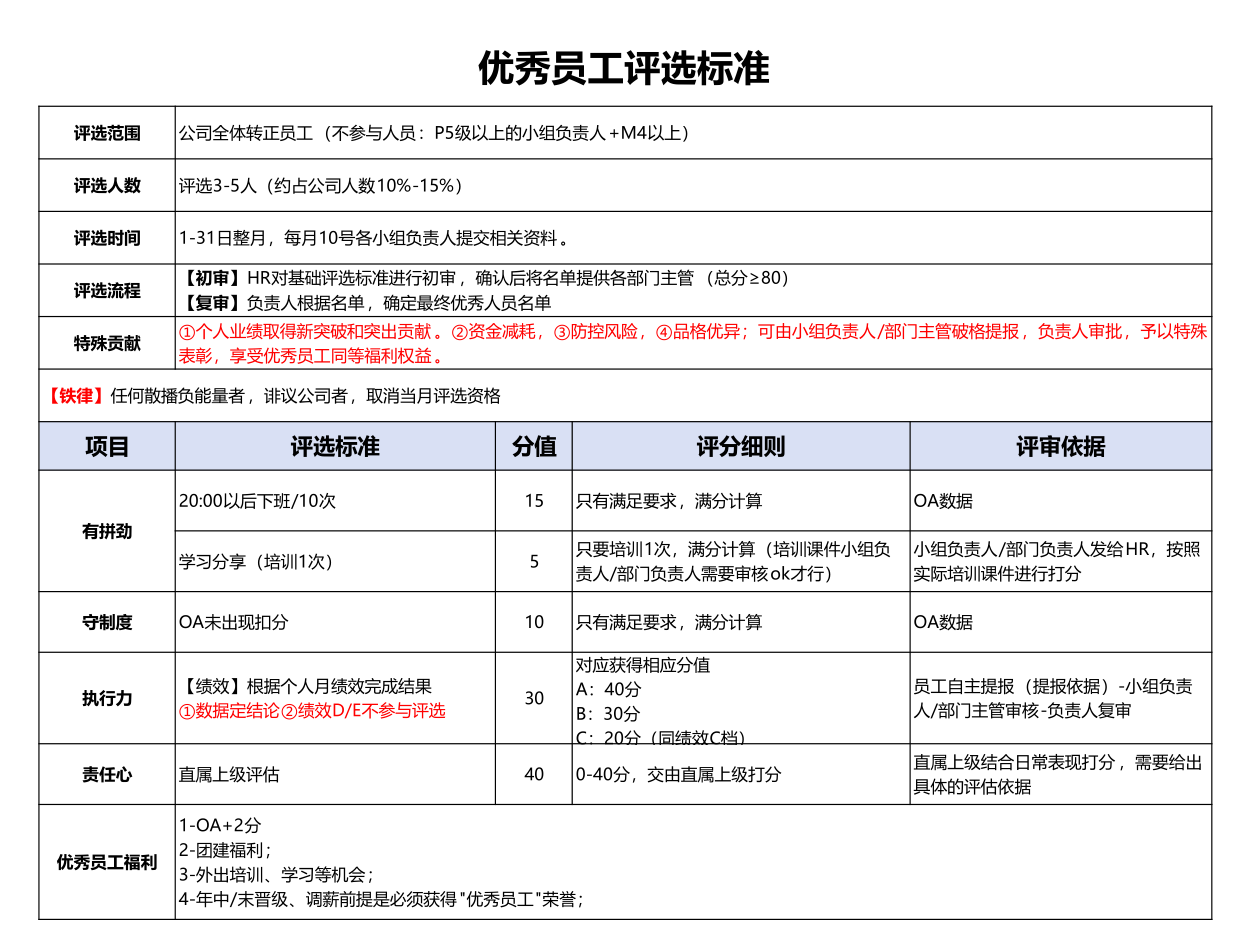 优秀员工评选标准
评选范围
公司全体转正员工（不参与人员：P5级以上的小组负责人+M4以上）
评选人数
评选3-5人（约占公司人数10%-15%）
评选时间
1-31日整月，每月10号各小组负责人提交相关资料。
评选流程
【初审】HR对基础评选标准进行初审，确认后将名单提供各部门主管（总分≥80）
【复审】负责人根据名单，确定最终优秀人员名单
特殊贡献
①个人业绩取得新突破和突出贡献。②资金减耗，③防控风险，④品格优异；可由小组负责人/部门主管破格提报，负责人审批，予以特殊
表彰，享受优秀员工同等福利权益。
【铁律】任何散播负能量者，诽议公司者，取消当月评选资格
项目
评选标准
分值
评分细则
评审依据
有拼劲
20:00以后下班/10次
15
只有满足要求，满分计算
OA数据
学习分享（培训1次）
5
只要培训1次，满分计算（培训课件小组负
责人/部门负责人需要审核ok才行）
小组负责人/部门负责人发给HR，按照
实际培训课件进行打分
守制度
OA未出现扣分
10
只有满足要求，满分计算
OA数据
执行力
【绩效】根据个人月绩效完成结果
①数据定结论②绩效D/E不参与评选
30
对应获得相应分值
A：40分
B：30分
C：20分（同绩效C档）
员工自主提报（提报依据）-小组负责
人/部门主管审核-负责人复审
责任心
直属上级评估
40
0-40分，交由直属上级打分
直属上级结合日常表现打分，需要给出
具体的评估依据
优秀员工福利
1-OA+2分
2-团建福利；
3-外出培训、学习等机会；
4-年中/末晋级、调薪前提是必须获得"优秀员工"荣誉；